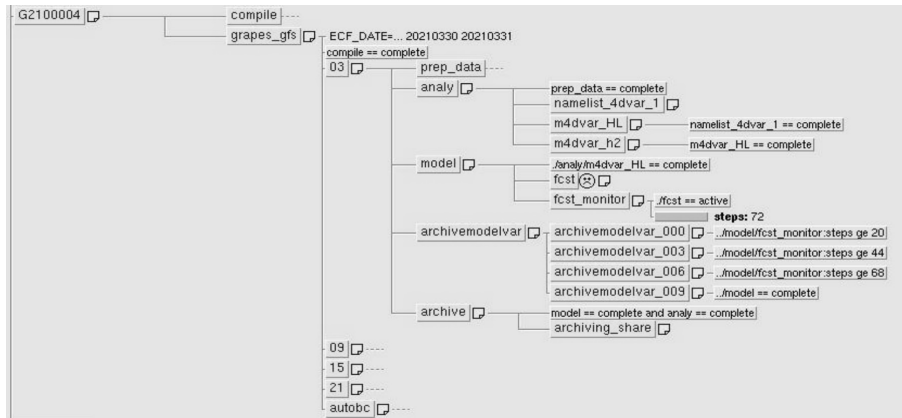 G2100004 compile
grapes_gfs ECF_DATE=... 20210330 20210331
compile == complete
03 prep_data
analy prep_data == complete
namelist_4dvar_1
m4dvar_HL namelist_4dvar_1 == complete
m4dvar_h2 m4dvar_HL == complete
model ./analy/m4dvar_HL == complete
fcst
fcst_monitor ./fcst == active
steps: 72
archivemodelvar archivemodelvar_000 ../model/fcst_monitor:steps ge 20
archivemodelvar_003 ../model/fcst_monitor:steps ge 44
archivemodelvar_006 ../model/fcst_monitor:steps ge 68
archivemodelvar_009 ../model == complete
archive model == complete and analy == complete
archiving_share
09
15
21
autobc